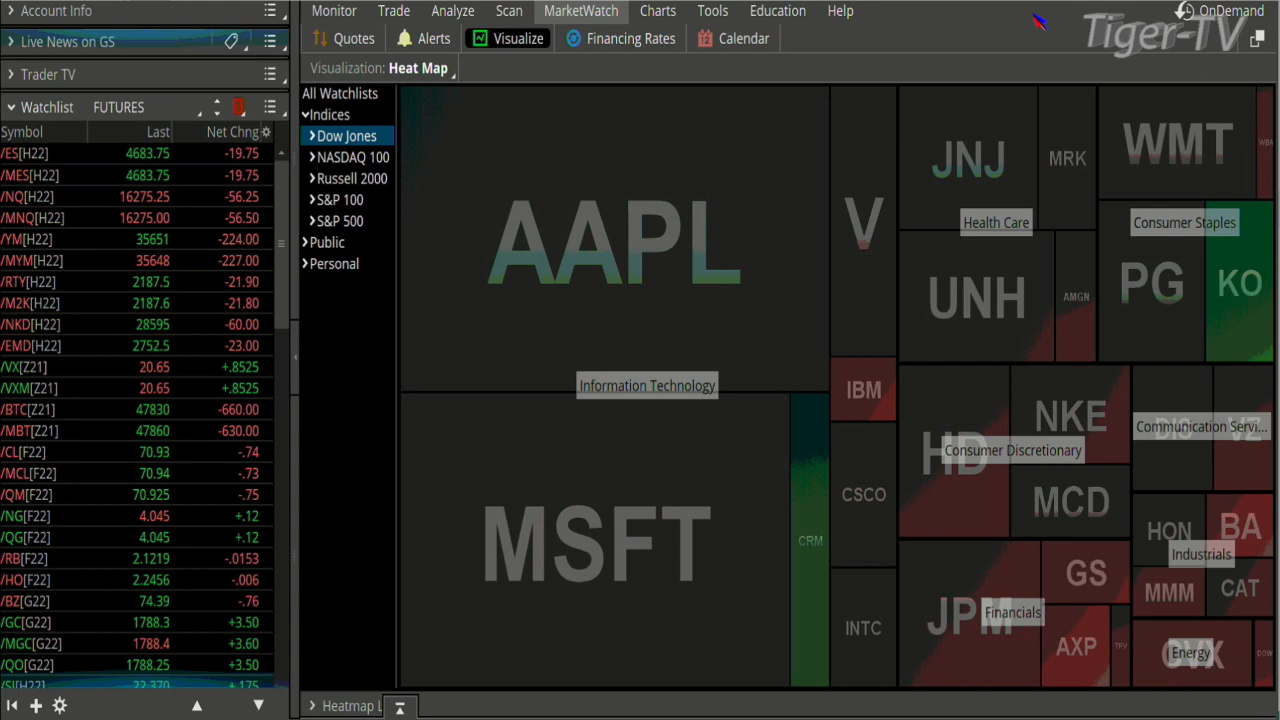 Account Info
Live News on GS
Trader TV
Watchlist FUTURES
Symbol Last Net Chng
/ES[H22] 4683.75 -19.75
/MES[H22] 4683.75 -19.75
/NQ[H22] 16275.25 -56.25
/MNQ[H22] 16275.00 -56.50
/YM[H22] 35651 -224.00
/MYM[H22] 35648 -227.00
/RTY[H22] 2187.5 -21.90
/M2K[H22] 2187.6 -21.80
/NKD[H22] 28595 -60.00
/EMD[H22] 2752.5 -23.00
/VX[Z21] 20.65 +.8525
/VXM[Z21] 20.65 +.8525
/BTC[Z21] 47830 -660.00
/MBT[Z21] 47860 -630.00
/CL[F22] 70.93 -.74
/MCL[F22] 70.94 -.73
/QM[F22] 70.925 -.75
/NG[F22] 4.045 +.12
/QG[F22] 4.045 +.12
/RB[F22] 2.1219 -.0153
/HO[F22] 2.2456 -.006
/BZ[G22] 74.39 -.76
/GC[G22] 1788.3 +3.50
/MGC[G22] 1788.4 +3.60
/QO[G22] 1788.25 +3.50
/SI[H22] 22.370 +.175
Monitor Trade Analyze Scan MarketWatch Charts Tools Education Help
OnDemand
Tiger-TV
Quotes Alerts Visualize Financing Rates Calendar
Visualization: Heat Map
All Watchlists
Indices
Dow Jones
NASDAQ 100
Russell 2000
S&P 100
S&P 500
Public
Personal
AAPL
V
Information Technology
IBM
MSFT
CRM
CSCO
INTC
JNJ
MRK
Health Care
UNH
AMGN
WMT
WBA
Consumer Staples
PG
KO
HD
NKE
Consumer Discretionary
MCD
DIS
VZ
Communication Servi...
HON
BA
Industrials
MMM
CAT
JPM
GS
Financials
AXP
TRV
CVX
Energy
DOW
Heatmap L